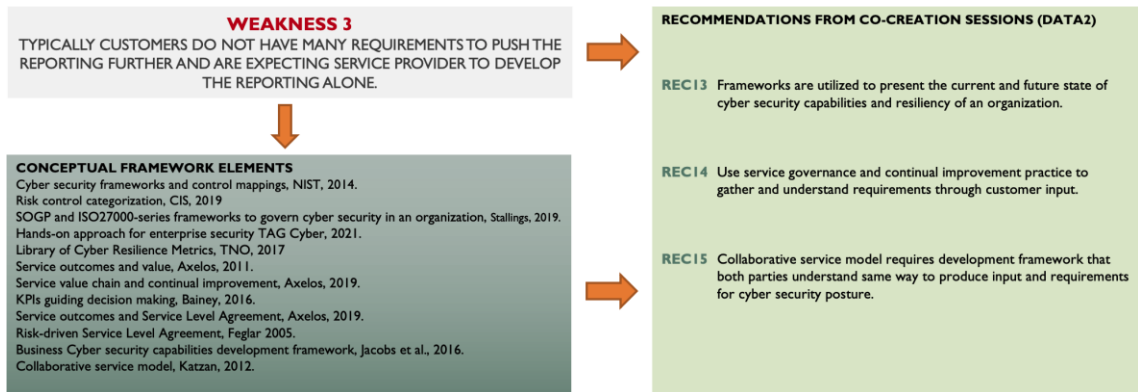 WEAKNESS 3
TYPICALLY CUSTOMERS DO NOT HAVE MANY REQUIREMENTS TO PUSH THE
REPORTING FURTHER AND ARE EXPECTING SERVICE PROVIDER TO DEVELOP
THE REPORTING ALONE.
CONCEPTUAL FRAMEWORK ELEMENTS
Cyber security frameworks and control mappings, NIST, 2014.
Risk control categorization, CIS, 2019
SOGP and ISO27000-series frameworks to govern cyber security in an organization, Stallings, 2019.
Hands-on approach for enterprise security TAG Cyber, 2021.
Library of Cyber Resilience Metrics, TNO, 2017
Service outcomes and value, Axelos, 2011.
Service value chain and continual improvement, Axelos, 2019.
KPIs guiding decision making, Bainey, 2016.
Service outcomes and Service Level Agreement, Axelos, 2019.
Risk-driven Service Level Agreement, Feglar 2005.
Business Cyber security capabilities development framework, Jacobs et al., 2016.
Collaborative service model, Katzan, 2012.
RECOMMENDATIONS FROM CO-CREATION SESSIONS (DATA2)
REC13 Frameworks are utilized to present the current and future state of
cyber security capabilities and resiliency of an organization.
REC14 Use service governance and continual improvement practice to
gather and understand requirements through customer input.
REC15 Collaborative service model requires development framework that
both parties understand same way to produce input and requirements
for cyber security posture.